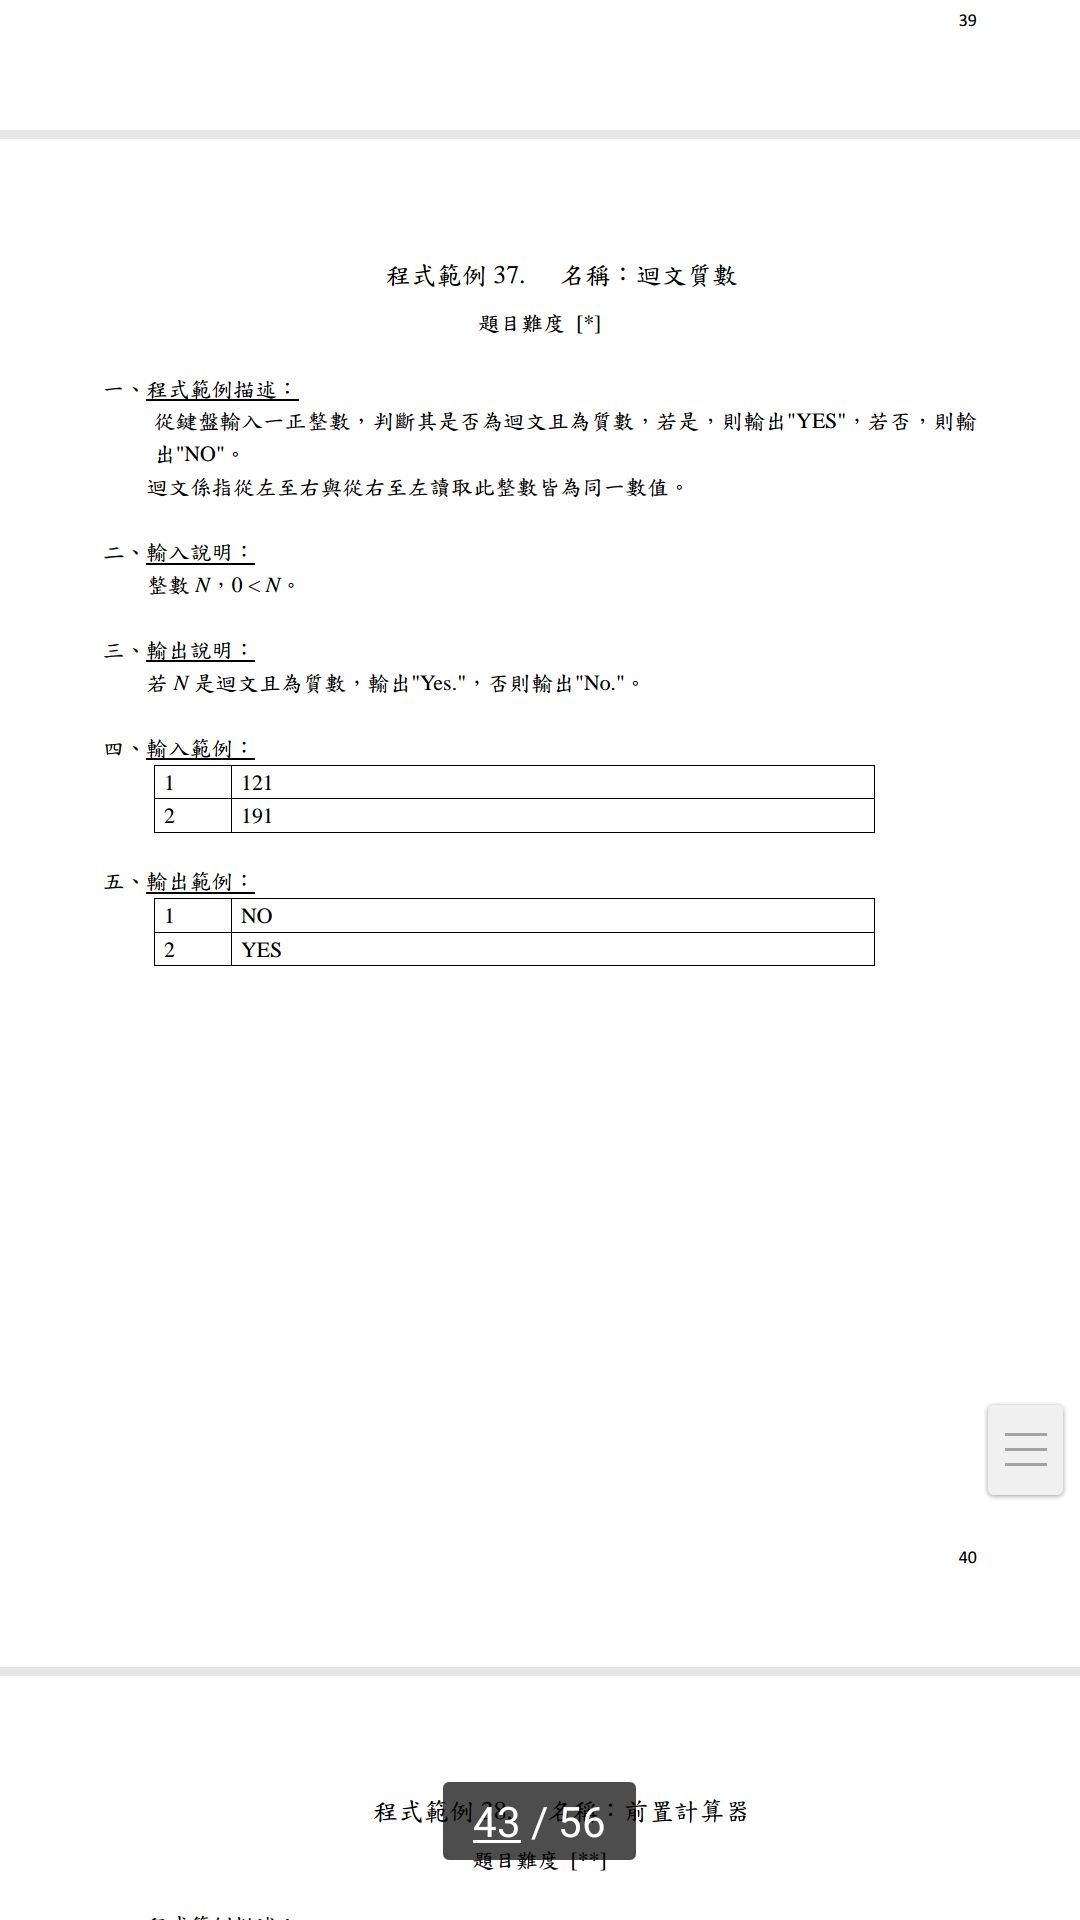 39
程式範例 37. 名稱：迴文質數
題目難度 [*]
一、程式範例描述：
從鍵盤輸入一正整數，判斷其是否為迴文且為質數，若是，則輸出"YES"，若否，則輸
出"NO"。
迴文係指從左至右與從右至左讀取此整數皆為同一數值。
二、輸入說明：
整數 N，0 < N。
三、輸出說明：
若 N 是迴文且為質數，輸出"Yes."，否則輸出"No."。
四、輸入範例：
1 121
2 191
五、輸出範例：
1 NO
2 YES
40
程式範例 38. 名稱：前置計算器
43 / 56
題目難度 [**]